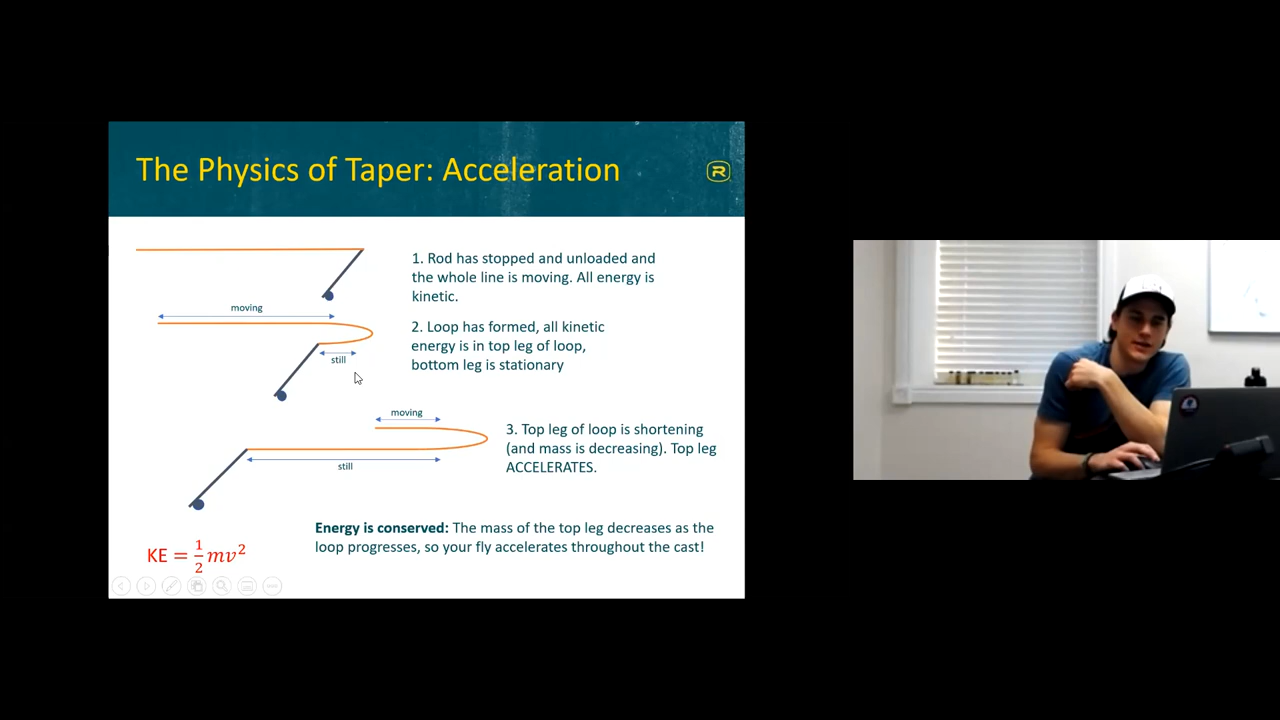 The Physics of Taper: Acceleration
R
1. Rod has stopped and unloaded and
the whole line is moving. All energy is
kinetic.
moving
2. Loop has formed, all kinetic
energy is in top leg of loop,
bottom leg is stationary
still
moving
3. Top leg of loop is shortening
(and mass is decreasing). Top leg
ACCELERATES.
still
Energy is conserved: The mass of the top leg decreases as the
loop progresses, so your fly accelerates throughout the cast!
KE = 1/2 mv²